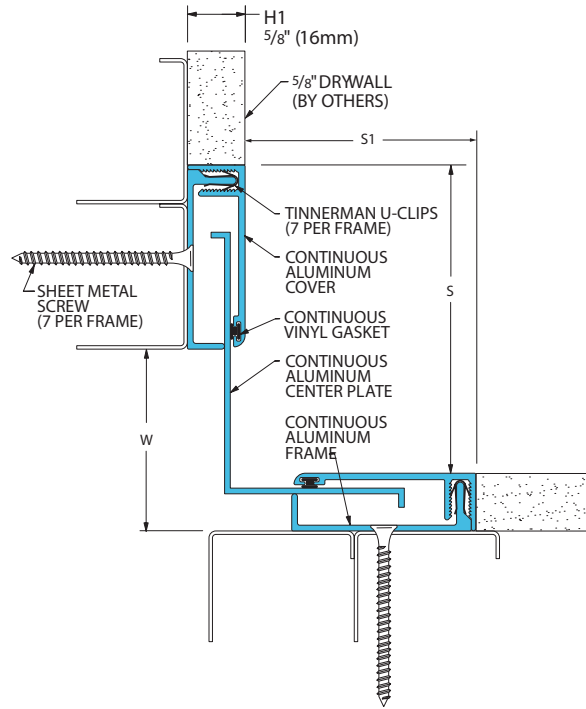 H1
5/8" (16mm)
5/8" DRYWALL
(BY OTHERS)
S1
TINNERMAN U-CLIPS
(7 PER FRAME)
CONTINUOUS
ALUMINUM
COVER
S
SHEET METAL
SCREW
(7 PER FRAME)
CONTINUOUS
VINYL GASKET
CONTINUOUS
ALUMINUM
CENTER PLATE
W
CONTINUOUS
ALUMINUM
FRAME